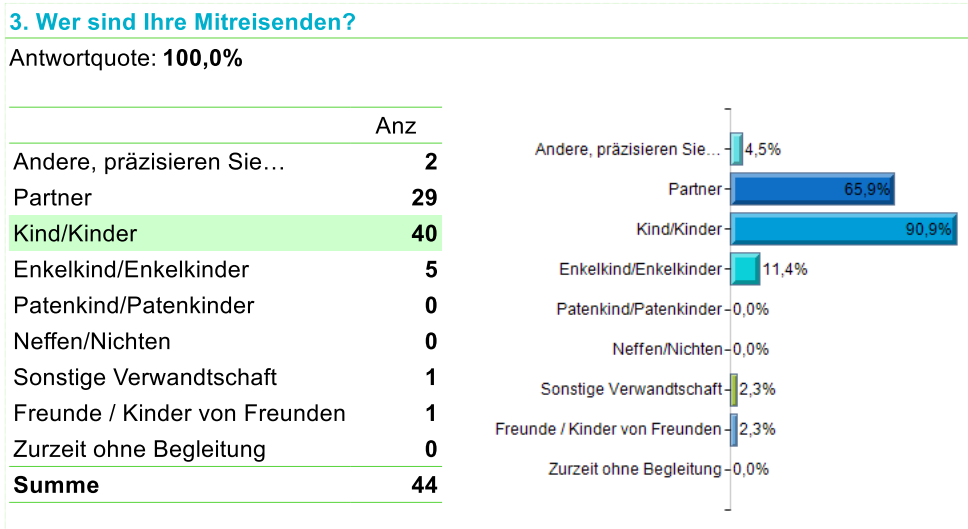 3. Wer sind Ihre Mitreisenden?
Antwortquote: 100,0%
Anz
Andere, präzisieren Sie… 2
Partner 29
Kind/Kinder 40
Enkelkind/Enkelkinder 5
Patenkind/Patenkinder 0
Neffen/Nichten 0
Sonstige Verwandtschaft 1
Freunde / Kinder von Freunden 1
Zurzeit ohne Begleitung 0
Summe 44
Andere, präzisieren Sie… 4,5%
Partner 65,9%
Kind/Kinder 90,9%
Enkelkind/Enkelkinder 11,4%
Patenkind/Patenkinder 0,0%
Neffen/Nichten 0,0%
Sonstige Verwandtschaft 2,3%
Freunde / Kinder von Freunden 2,3%
Zurzeit ohne Begleitung 0,0%